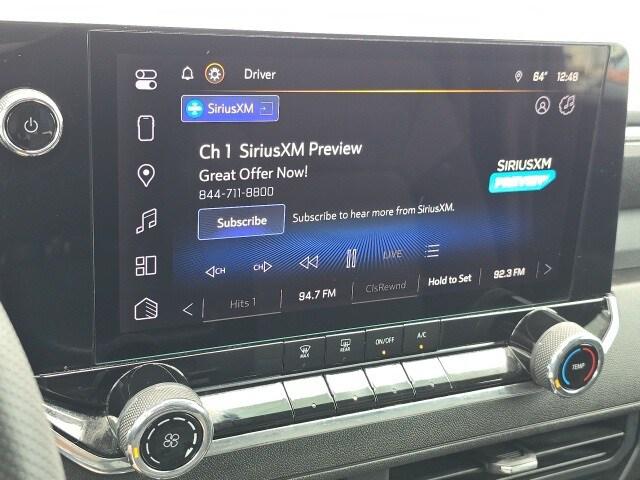 Driver
84° 12:48
SiriusXM
Ch 1 SiriusXM Preview
Great Offer Now!
844-711-8800
SIRIUSXM
PREVIEW
Subscribe
Subscribe to hear more from SiriusXM.
CH
CH
LIVE
Hits 1
94.7 FM
ClsRewnd
Hold to Set
92.3 FM
MAX
REAR
ON/OFF
A/C
TEMP